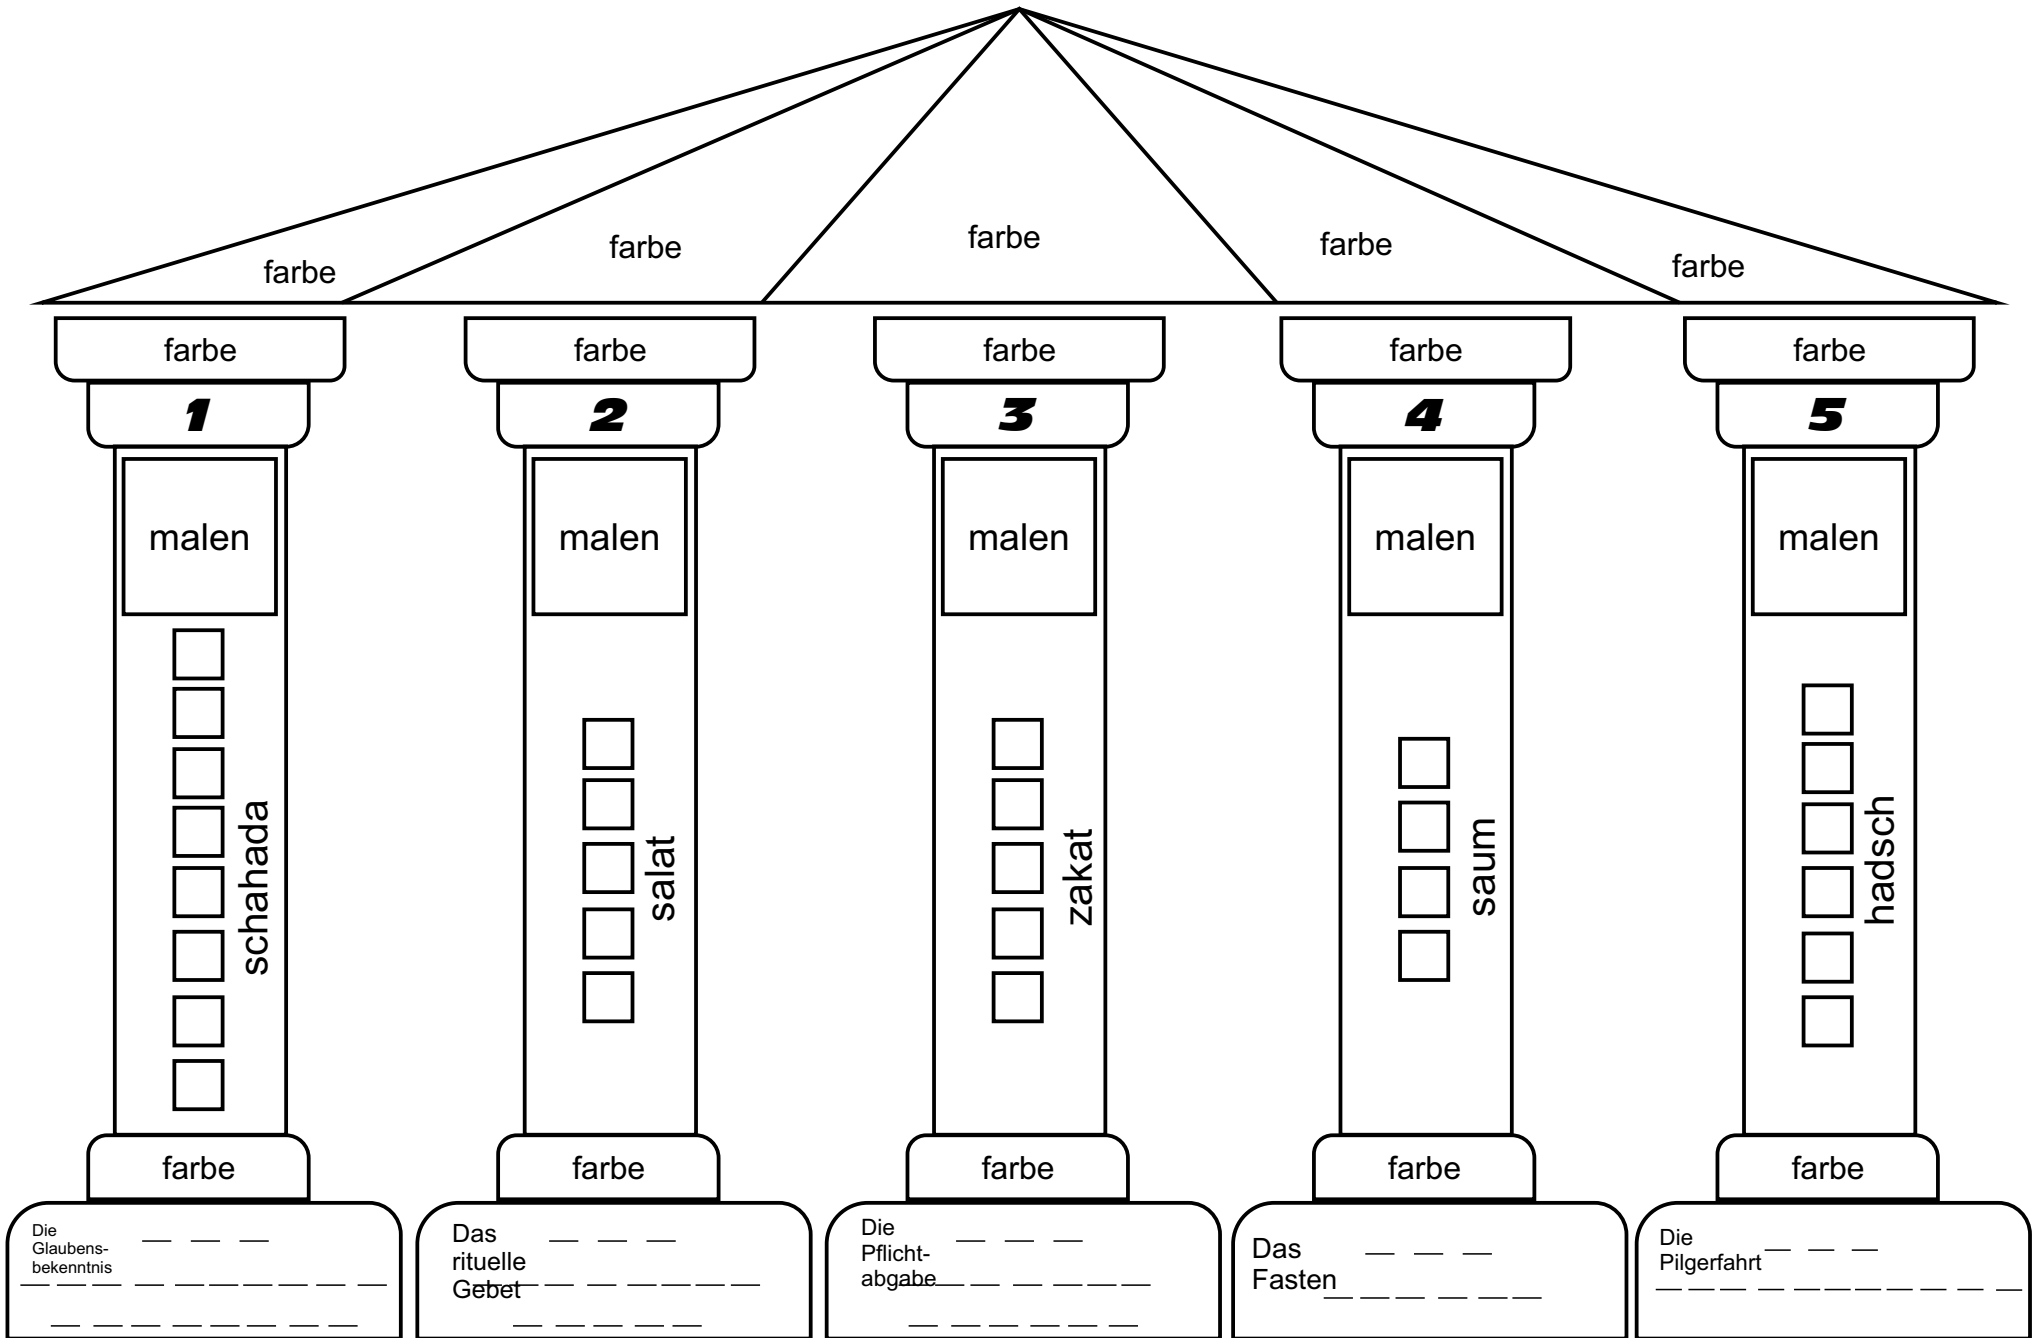 farbe
farbe
farbe
farbe
farbe
farbe
farbe
farbe
farbe
farbe
1
2
3
4
5
malen
malen
malen
malen
malen
schahada
salat
zakat
saum
hadsch
farbe
farbe
farbe
farbe
farbe
Die
Glaubens-
bekenntnis
Das
rituelle
Gebet
Die
Pflicht-
abgabe
Das
Fasten
Die
Pilgerfahrt